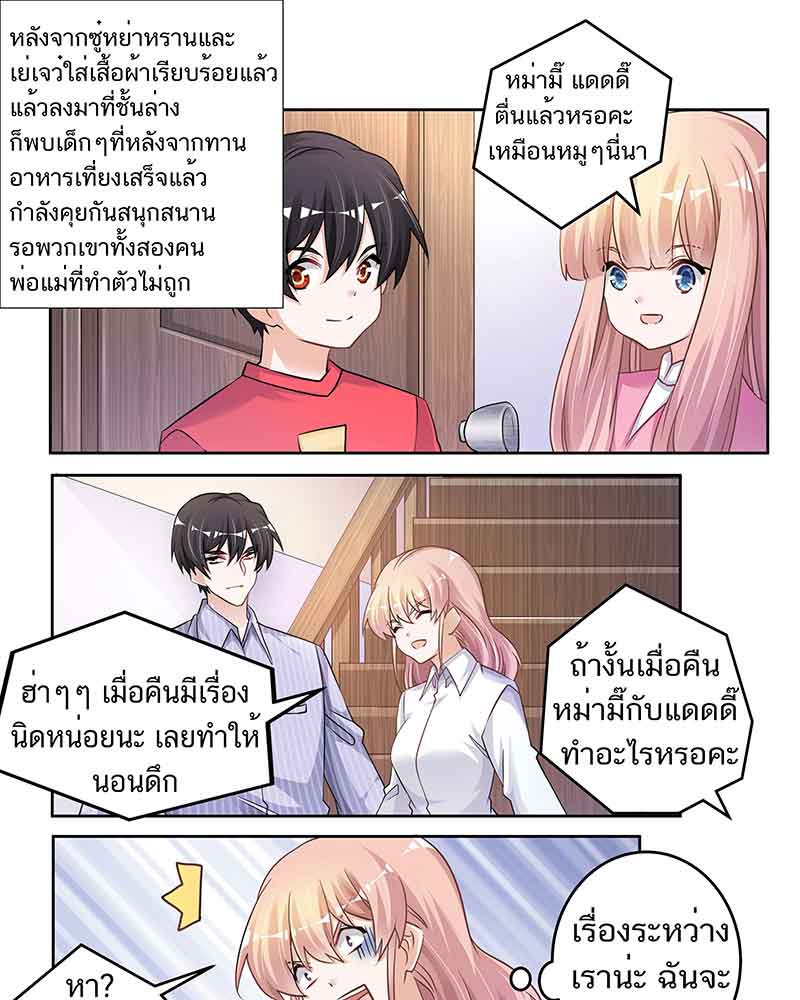 หลังจากซู๋หย่าหรานและ
เย่เจว๋ใส่เสื้อผ้าเรียบร้อยแล้ว
แล้วลงมาที่ชั้นล่าง
ก็พบเด็กๆที่หลังจากทาน
อาหารเที่ยงเสร็จแล้ว
กำลังคุยกันสนุกสนาน
รอพวกเขาทั้งสองคน
พ่อแม่ที่ทำตัวไม่ถูก
หม่ามี๊ แดดดี๊
ตื่นแล้วหรอคะ
เหมือนหมูๆนี่นา
ฮ่าๆๆ เมื่อคืนมีเรื่อง
นิดหน่อยนะ เลยทำให้
นอนดึก
ถ้างั้นเมื่อคืน
หม่ามี๊กับแดดดี๊
ทำอะไรหรอคะ
หา?
เรื่องระหว่าง
เราน่ะ ฉันจะ